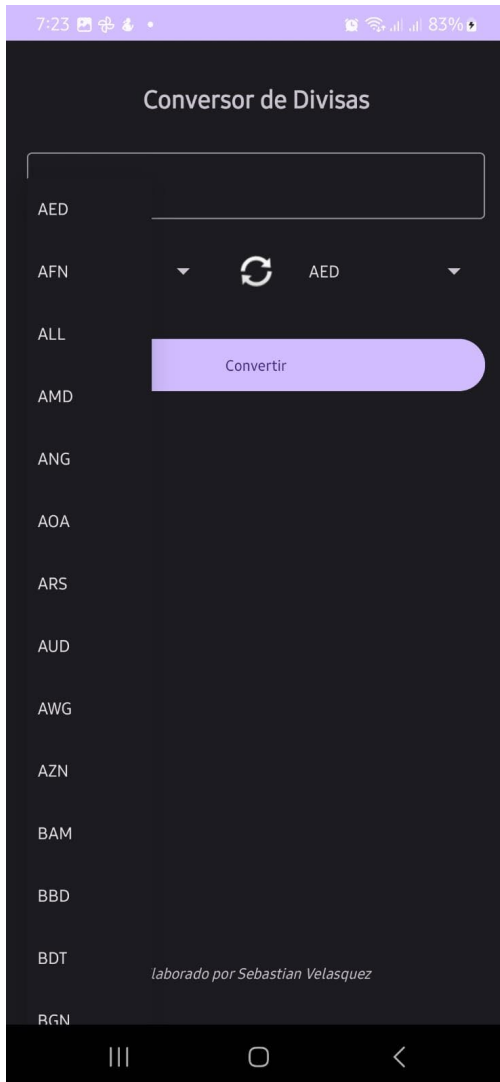 7:23
83%
Conversor de Divisas
AED
AFN
AED
ALL
Convertir
AMD
ANG
AOA
ARS
AUD
AWG
AZN
BAM
BBD
BDT
laborado por Sebastian Velasquez
BGN